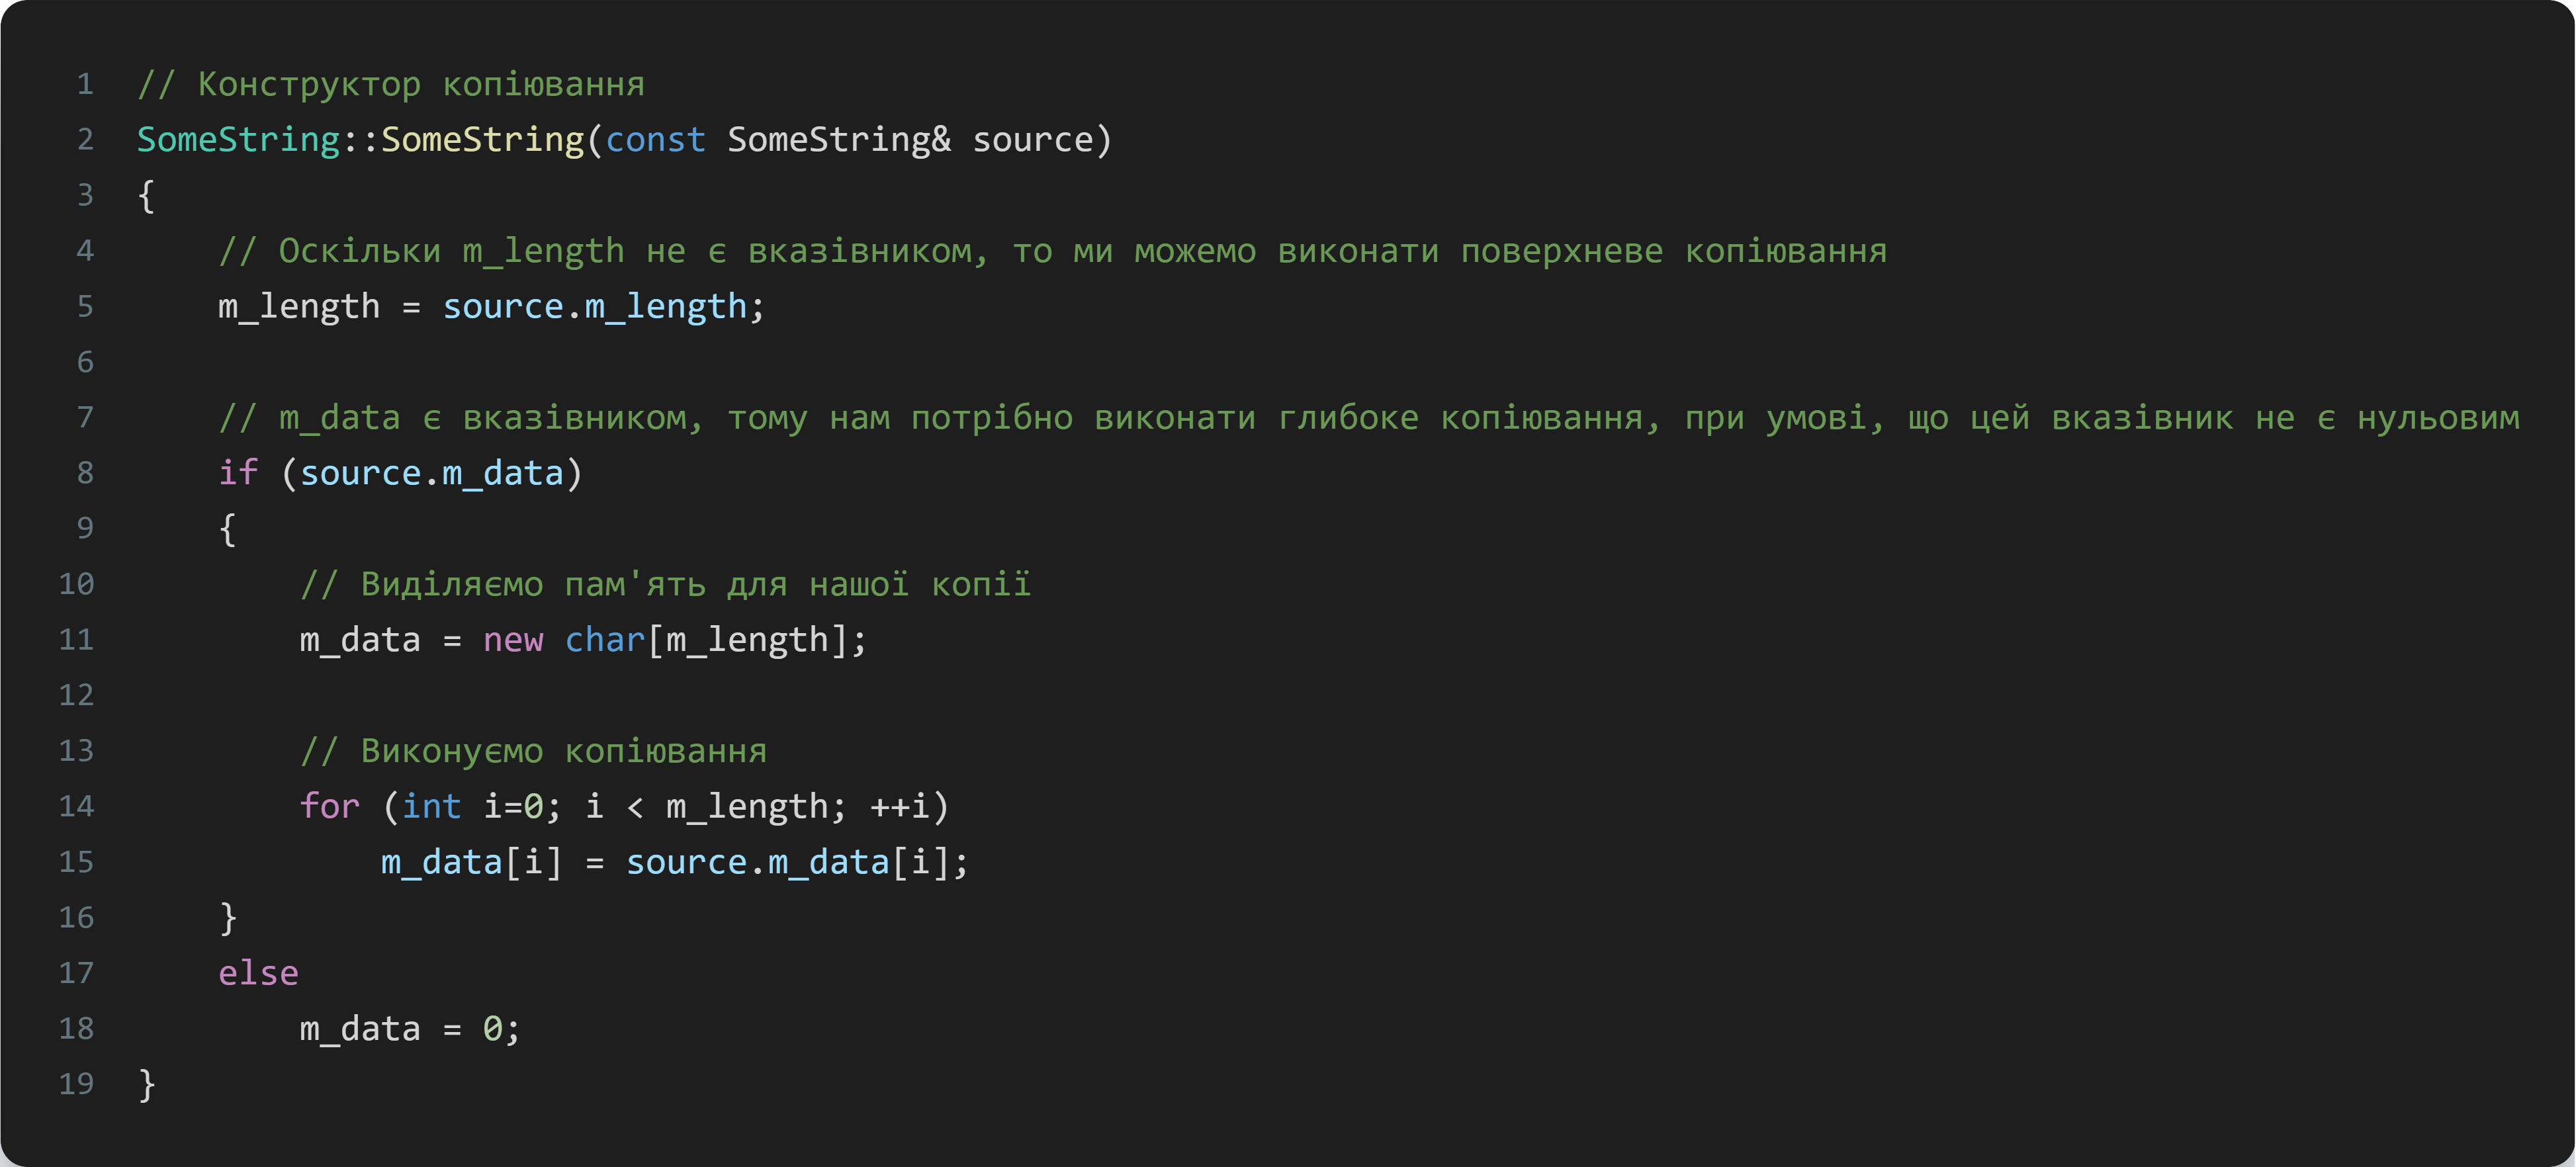 1 // Конструктор копіювання
2 SomeString::SomeString(const SomeString& source)
3 {
4 // Оскільки m_length не є вказівником, то ми можемо виконати поверхневе копіювання
5 m_length = source.m_length;
6
7 // m_data є вказівником, тому нам потрібно виконати глибоке копіювання, при умові, що цей вказівник не є нульовим
8 if (source.m_data)
9 {
10 // Виділяємо пам'ять для нашої копії
11 m_data = new char[m_length];
12
13 // Виконуємо копіювання
14 for (int i=0; i < m_length; ++i)
15 m_data[i] = source.m_data[i];
16 }
17 else
18 m_data = 0;
19 }